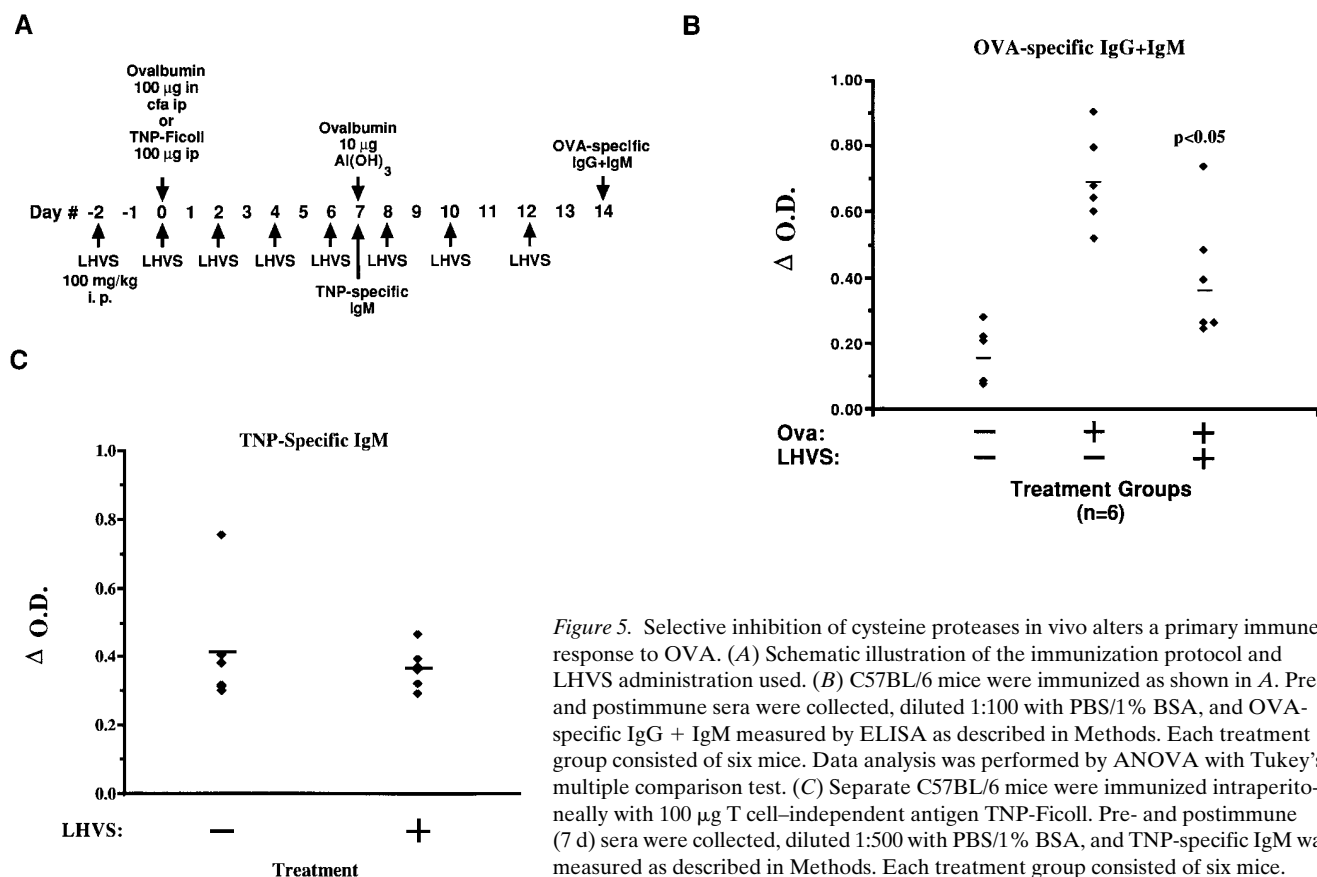 A
Ovalbumin
100 µg in
cfa ip
or
TNP-Ficoll
100 µg ip
Ovalbumin
10 µg
Al(OH)3
OVA-specific
IgG+IgM
Day # -2 -1 0 1 2 3 4 5 6 7 8 9 10 11 12 13 14
LHVS LHVS LHVS LHVS LHVS LHVS LHVS LHVS
100 mg/kg
i. p.
TNP-specific
IgM
B
OVA-specific IgG+IgM
1.00
0.80
0.60
0.40
0.20
0.00
Δ O.D.
p<0.05
Ova: — + +
LHVS: — — +
Treatment Groups
(n=6)
C
TNP-Specific IgM
1.0
0.8
0.6
0.4
0.2
0.0
Δ O.D.
LHVS: — +
Treatment
Figure 5. Selective inhibition of cysteine proteases in vivo alters a primary immune
response to OVA. (A) Schematic illustration of the immunization protocol and
LHVS administration used. (B) C57BL/6 mice were immunized as shown in A. Pre
and postimmune sera were collected, diluted 1:100 with PBS/1% BSA, and OVA-
specific IgG + IgM measured by ELISA as described in Methods. Each treatment
group consisted of six mice. Data analysis was performed by ANOVA with Tukey's
multiple comparison test. (C) Separate C57BL/6 mice were immunized intraperito-
neally with 100 µg T cell–independent antigen TNP-Ficoll. Pre- and postimmune
(7 d) sera were collected, diluted 1:500 with PBS/1% BSA, and TNP-specific IgM wa
measured as described in Methods. Each treatment group consisted of six mice.